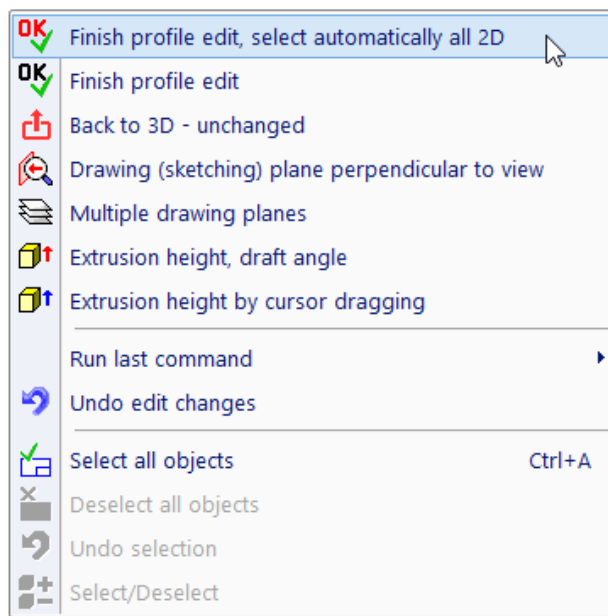 OK Finish profile edit, select automatically all 2D
OK Finish profile edit
Back to 3D - unchanged
Drawing (sketching) plane perpendicular to view
Multiple drawing planes
Extrusion height, draft angle
Extrusion height by cursor dragging
Run last command
Undo edit changes
Select all objects Ctrl+A
Deselect all objects
Undo selection
Select/Deselect